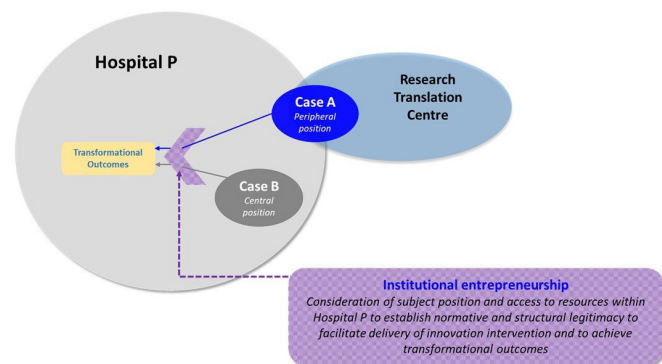 Hospital P
Research
Translation
Centre
Case A
Peripheral
position
Transformational
Outcomes
Case B
Central
position
Institutional entrepreneurship
Consideration of subject position and access to resources within
Hospital P to establish normative and structural legitimacy to
facilitate delivery of innovation intervention and to achieve
transformational outcomes